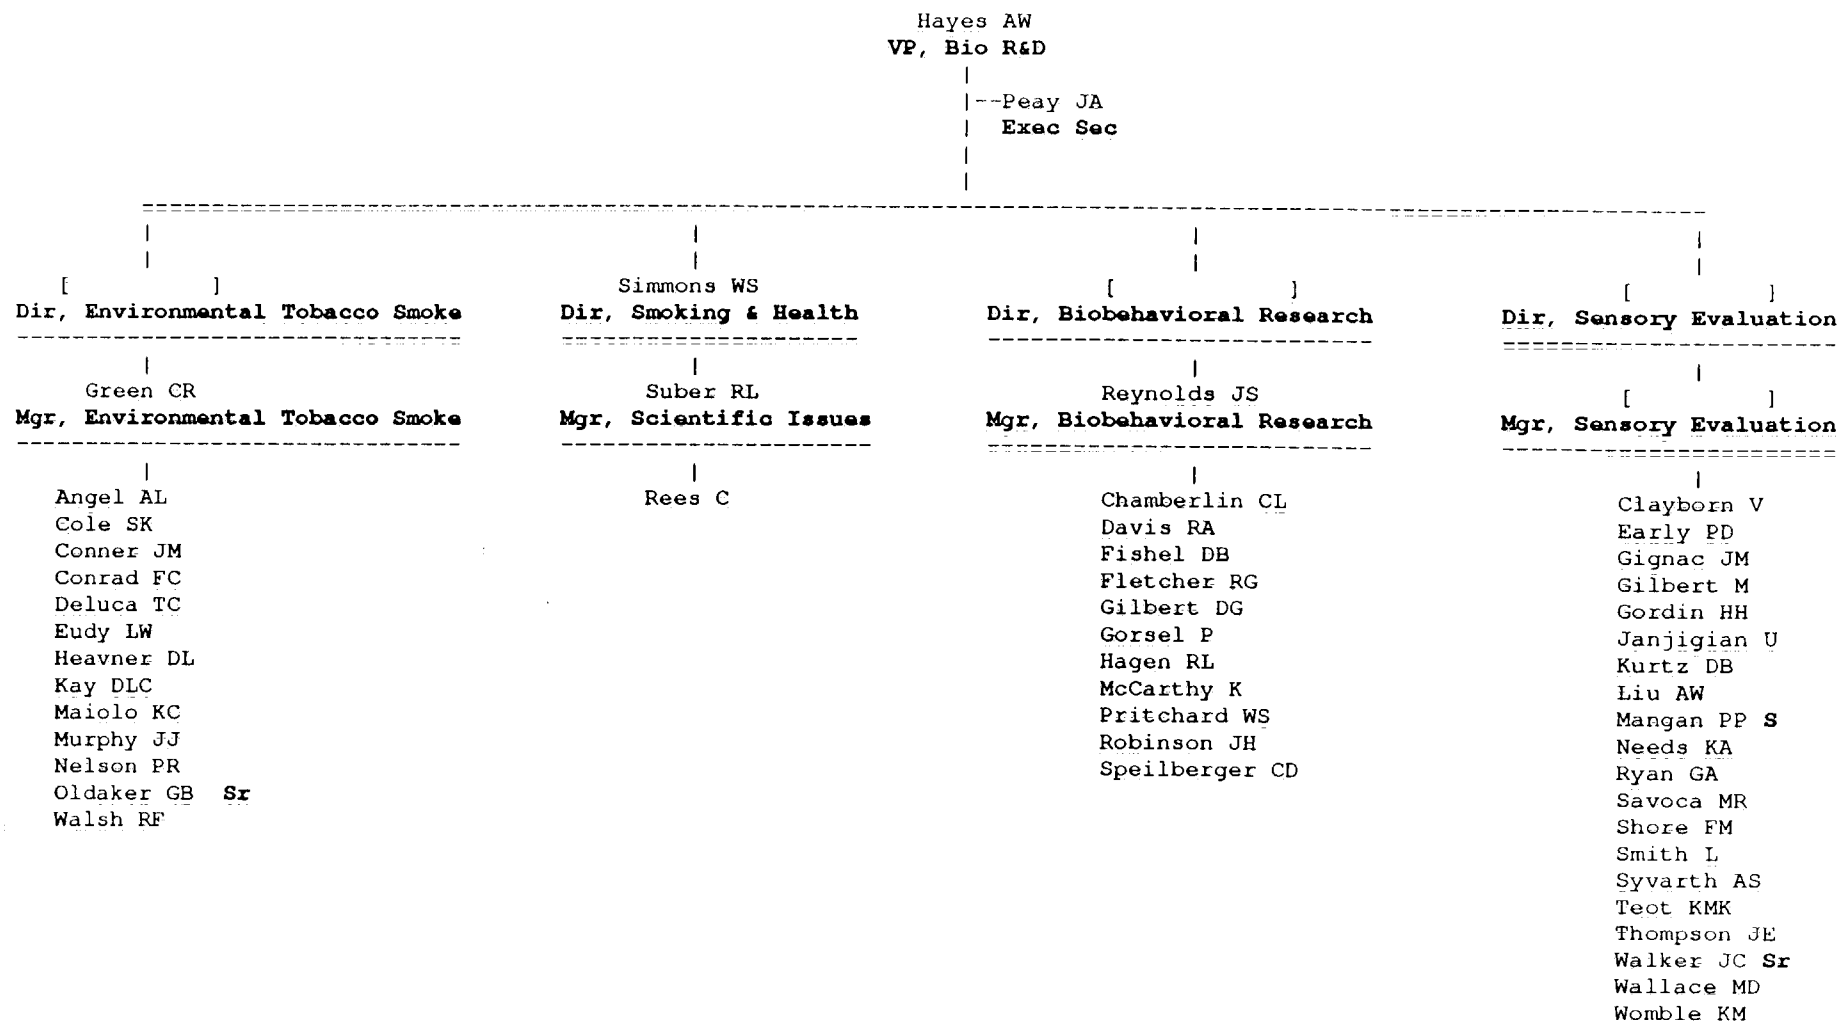 Hayes AW
VP, Bio R&D
Peay JA
Exec Sec
[ ]
Dir, Environmental Tobacco Smoke
Green CR
Mgr, Environmental Tobacco Smoke
Angel AL
Cole SK
Conner JM
Conrad FC
Deluca TC
Eudy LW
Heavner DL
Kay DLC
Maiolo KC
Murphy JJ
Nelson PR
Oldaker GB Sr
Walsh RF
Simmons WS
Dir, Smoking & Health
Suber RL
Mgr, Scientific Issues
Rees C
[ ]
Dir, Biobehavioral Research
Reynolds JS
Mgr, Biobehavioral Research
Chamberlin CL
Davis RA
Fishel DB
Fletcher RG
Gilbert DG
Gorsel P
Hagen RL
McCarthy K
Pritchard WS
Robinson JH
Speilberger CD
[ ]
Dir, Sensory Evaluation
[ ]
Mgr, Sensory Evaluation
Clayborn V
Early PD
Gignac JM
Gilbert M
Gordin HH
Janjigian U
Kurtz DB
Liu AW
Mangan PP S
Needs KA
Ryan GA
Savoca MR
Shore FM
Smith L
Syvarth AS
Teot KMK
Thompson JE
Walker JC Sr
Wallace MD
Womble KM